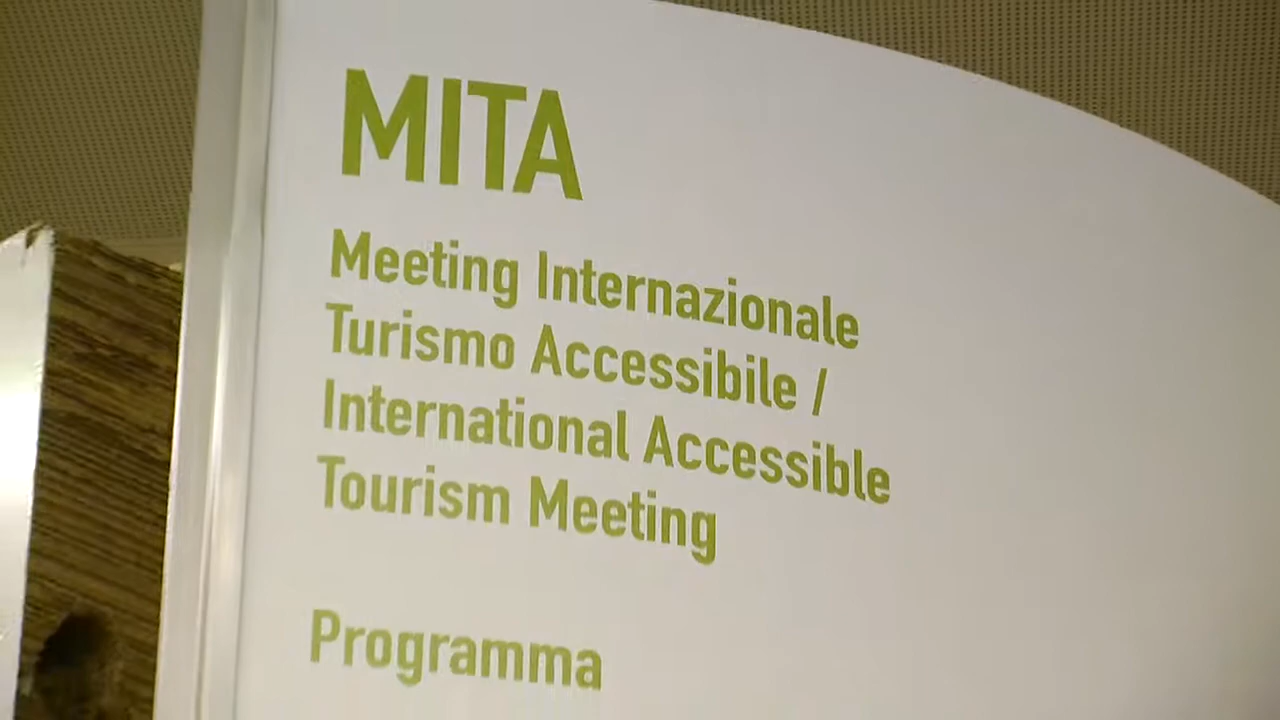 MITA
Meeting Internazionale
Turismo Accessibile /
International Accessible
Tourism Meeting
Programma